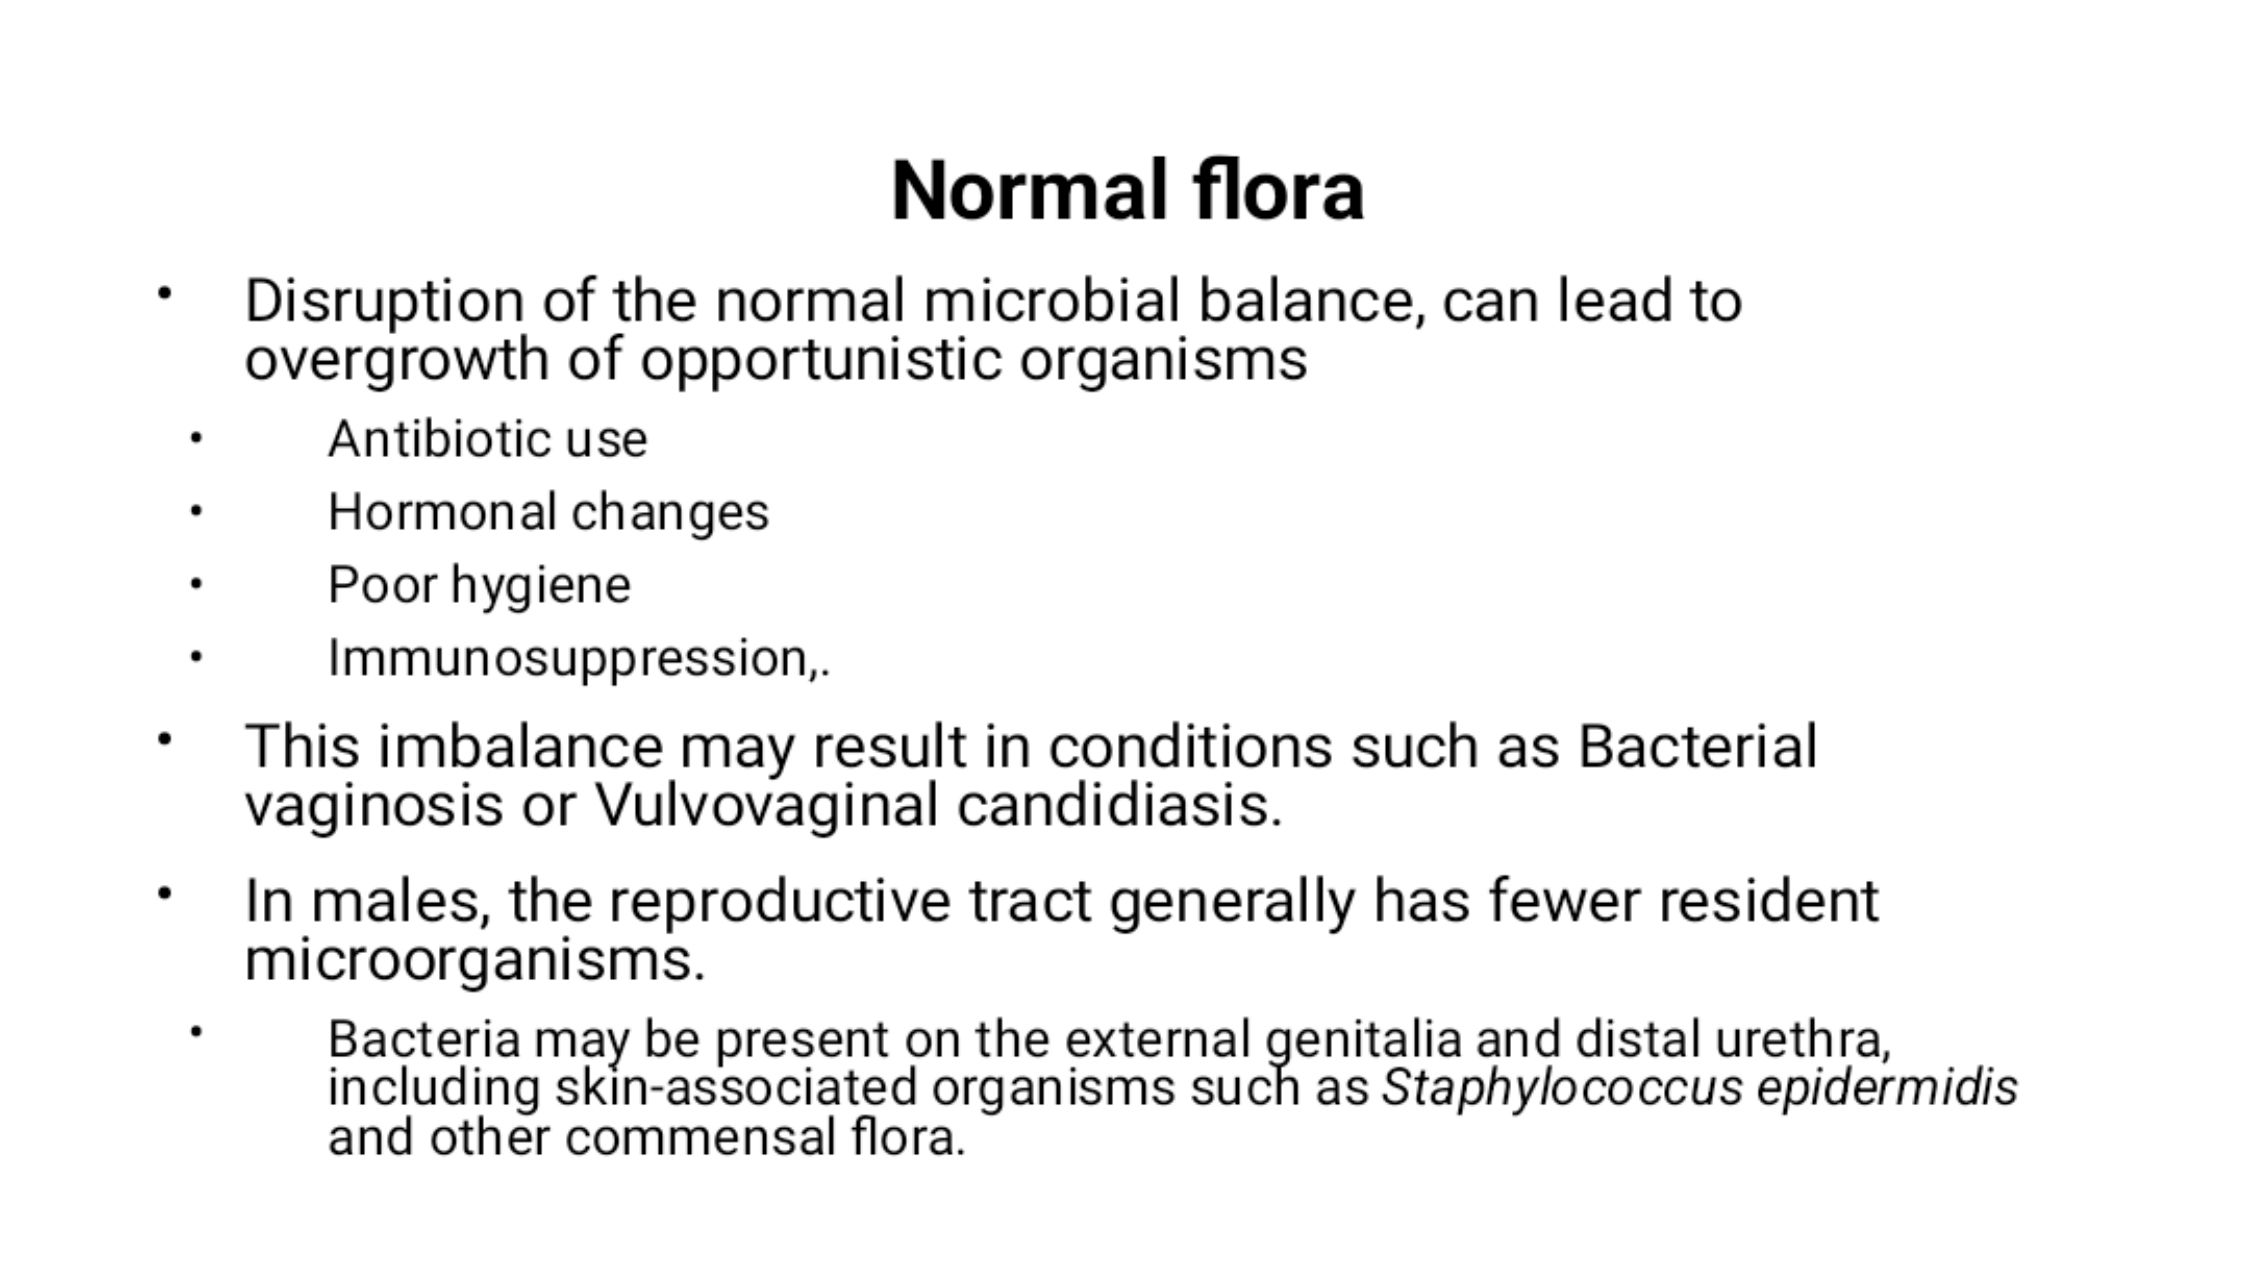 Normal flora
• Disruption of the normal microbial balance, can lead to
overgrowth of opportunistic organisms
• Antibiotic use
• Hormonal changes
• Poor hygiene
• Immunosuppression,.
• This imbalance may result in conditions such as Bacterial
vaginosis or Vulvovaginal candidiasis.
• In males, the reproductive tract generally has fewer resident
microorganisms.
• Bacteria may be present on the external genitalia and distal urethra,
including skin-associated organisms such as Staphylococcus epidermidis
and other commensal flora.